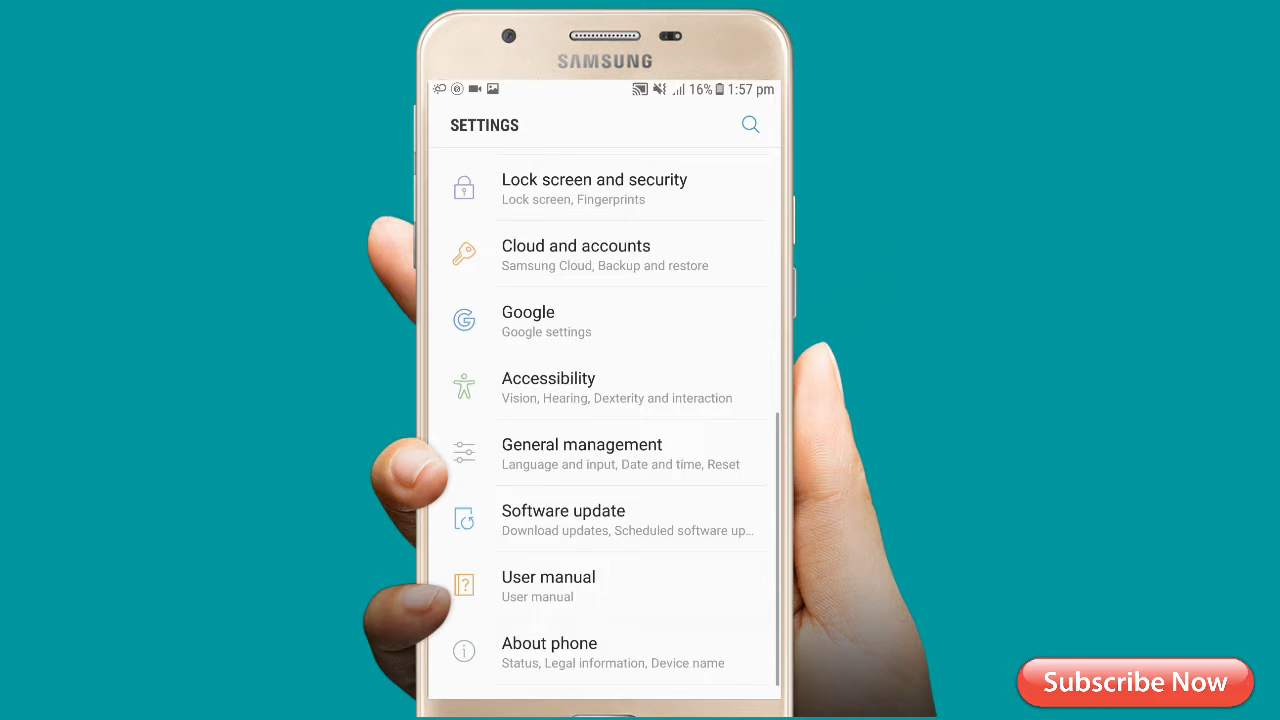 SAMSUNG
16% 1:57 pm
SETTINGS
Lock screen and security
Lock screen, Fingerprints
Cloud and accounts
Samsung Cloud, Backup and restore
Google
Google settings
Accessibility
Vision, Hearing, Dexterity and interaction
General management
Language and input, Date and time, Reset
Software update
Download updates, Scheduled software up...
User manual
User manual
About phone
Status, Legal information, Device name
Subscribe Now